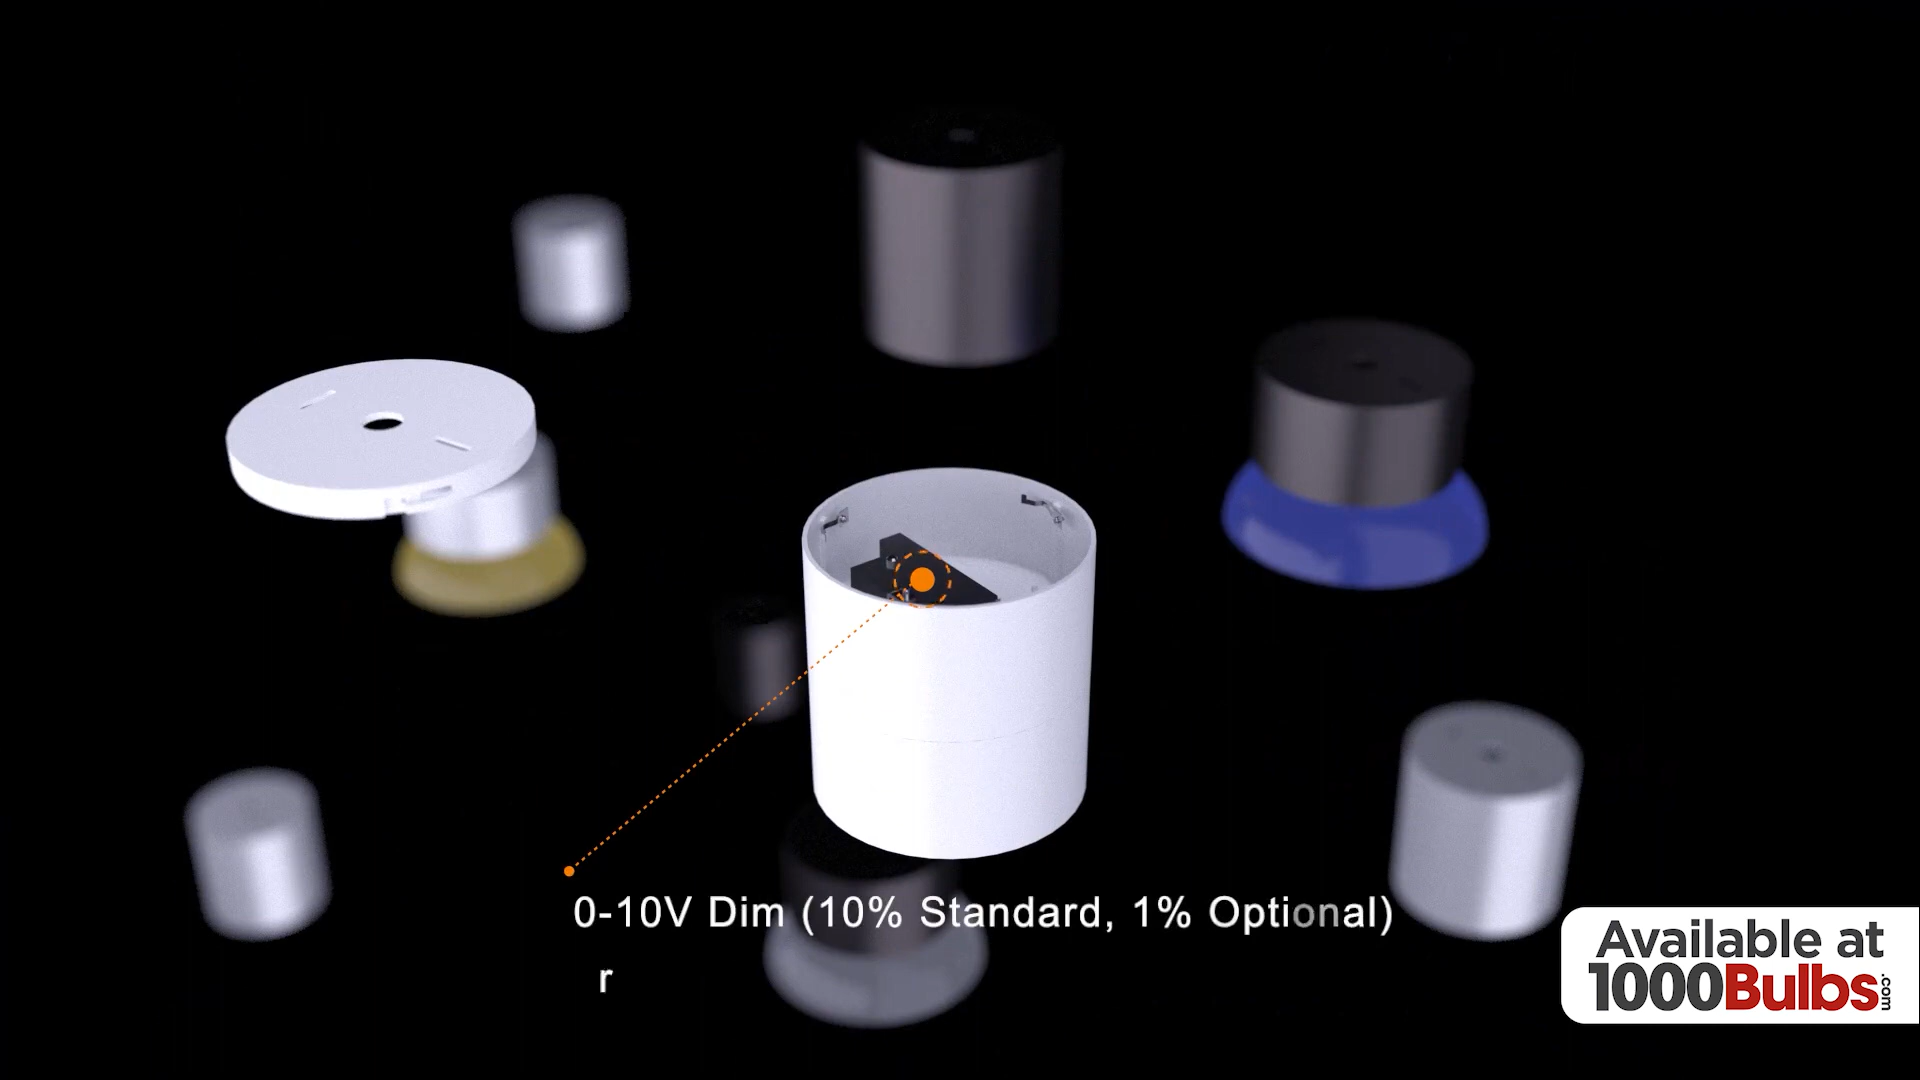 0-10V Dim (10% Standard, 1% Optional)
r
Available at
1000Bulbs.com